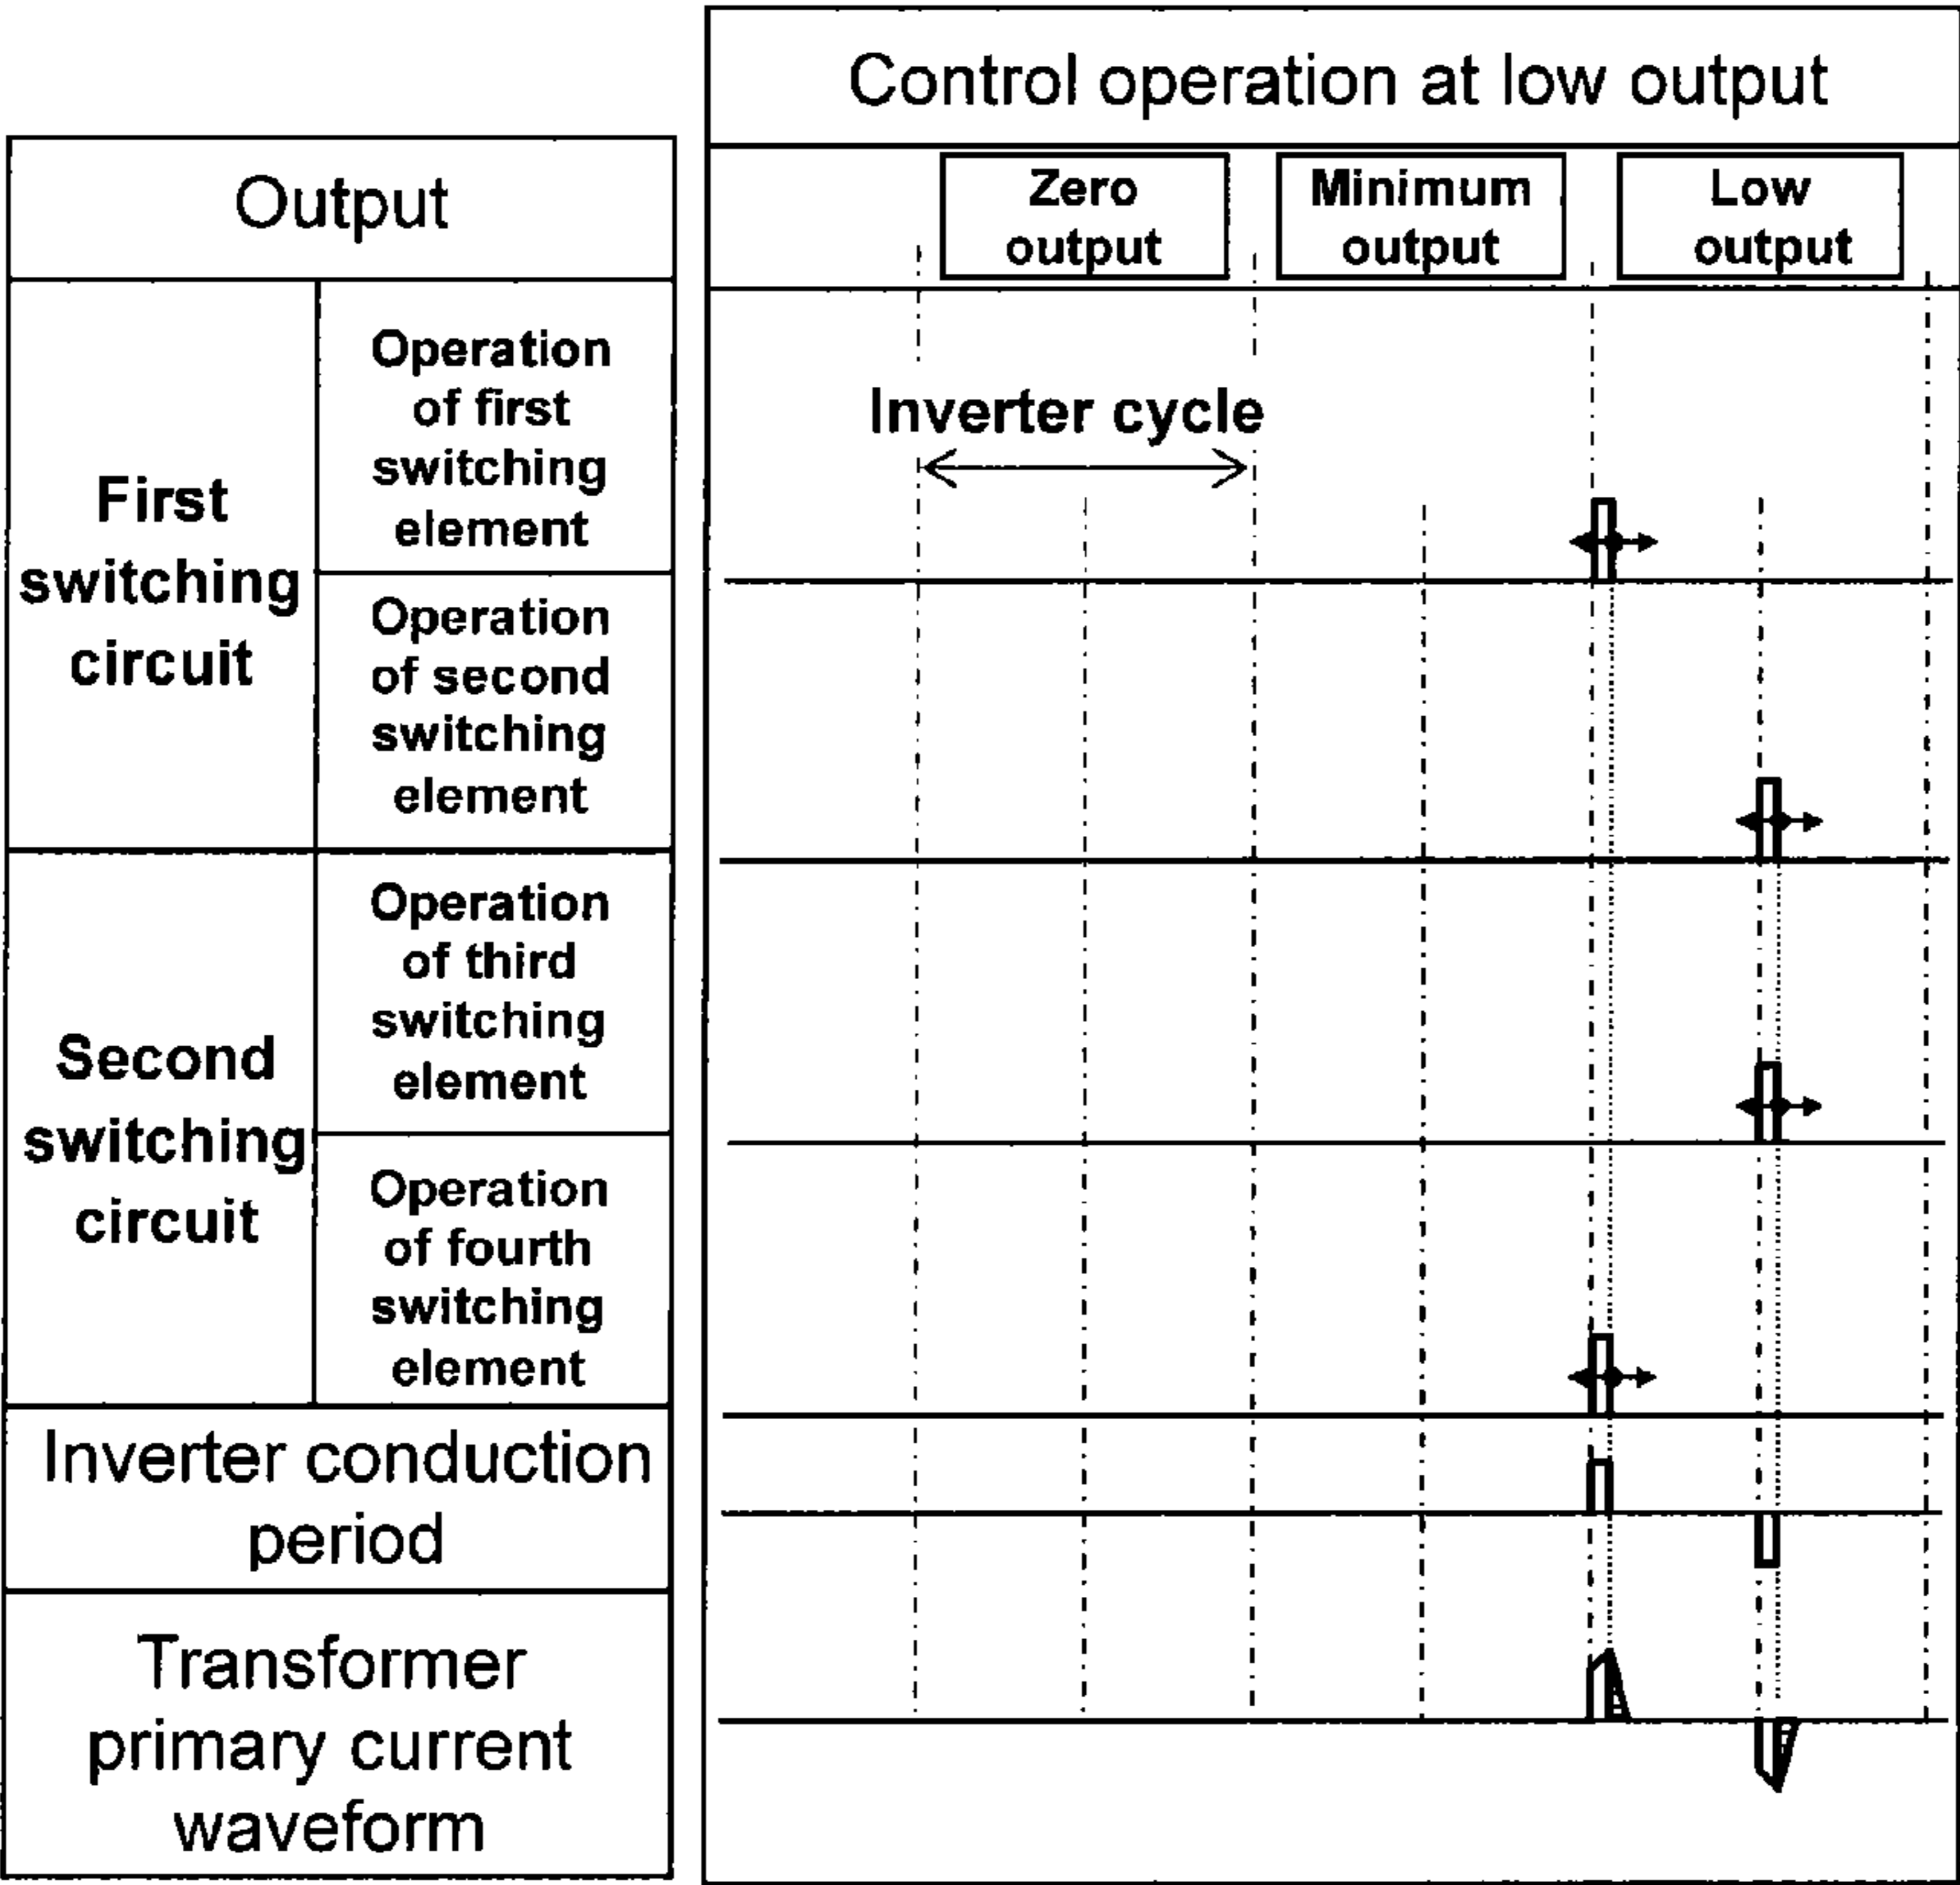 Control operation at low output
Output
Zero
output
Minimum
output
Low
output
First
switching
circuit
Operation
of first
switching
element
Inverter cycle
Operation
of second
switching
element
Second
switching
circuit
Operation
of third
switching
element
Operation
of fourth
switching
element
Inverter conduction
period
Transformer
primary current
waveform